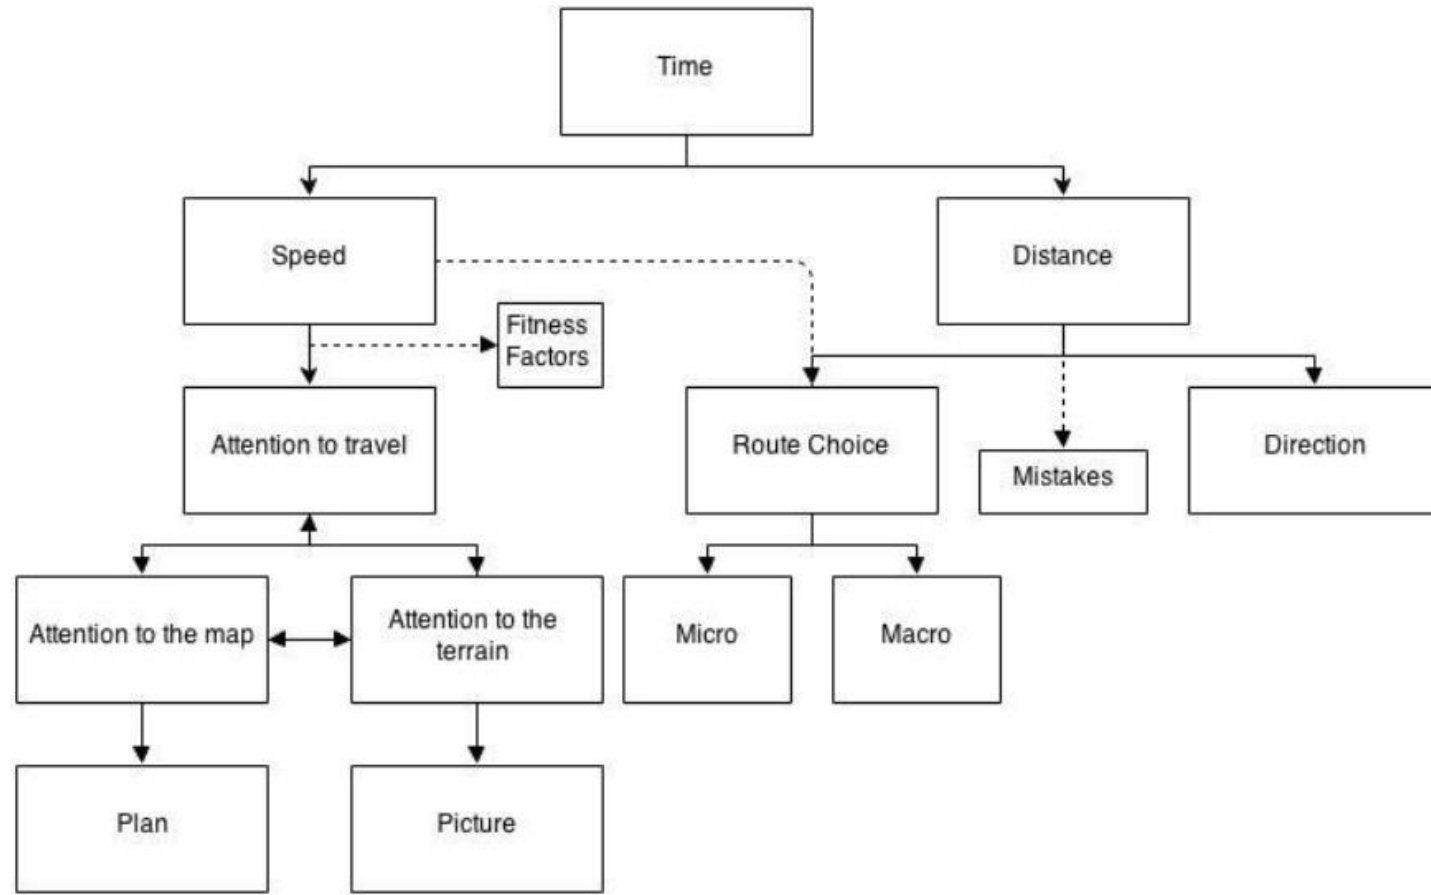 Time
Speed
Distance
Fitness
Factors
Attention to travel
Route Choice
Mistakes
Direction
Attention to the map
Attention to the
terrain
Micro
Macro
Plan
Picture